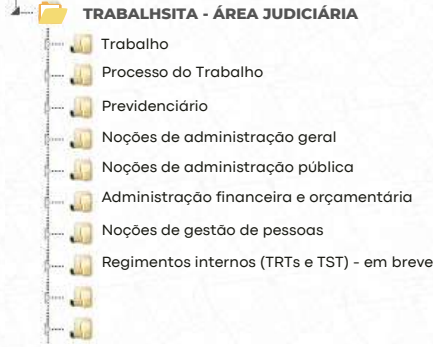 TRABALHSITA - ÁREA JUDICIÁRIA
Trabalho
Processo do Trabalho
Previdenciário
Noções de administração geral
Noções de administração pública
Administração financeira e orçamentária
Noções de gestão de pessoas
Regimentos internos (TRTs e TST) - em breve